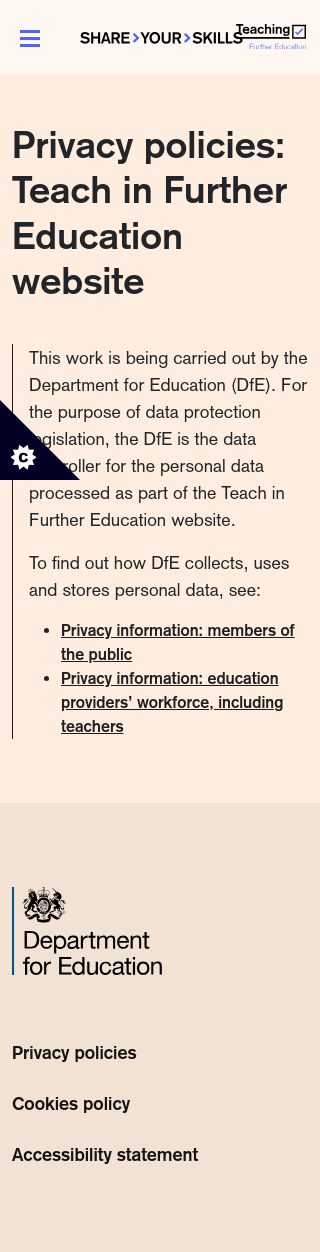 SHARE YOUR SKILLS
Teaching
Further Education
Privacy policies:
Teach in Further
Education
website
This work is being carried out by the
Department for Education (DfE). For
the purpose of data protection
legislation, the DfE is the data
roller for the personal data
processed as part of the Teach in
Further Education website.
To find out how DfE collects, uses
and stores personal data, see:
• Privacy information: members of
the public
• Privacy information: education
providers’ workforce, including
teachers
Department
for Education
Privacy policies
Cookies policy
Accessibility statement